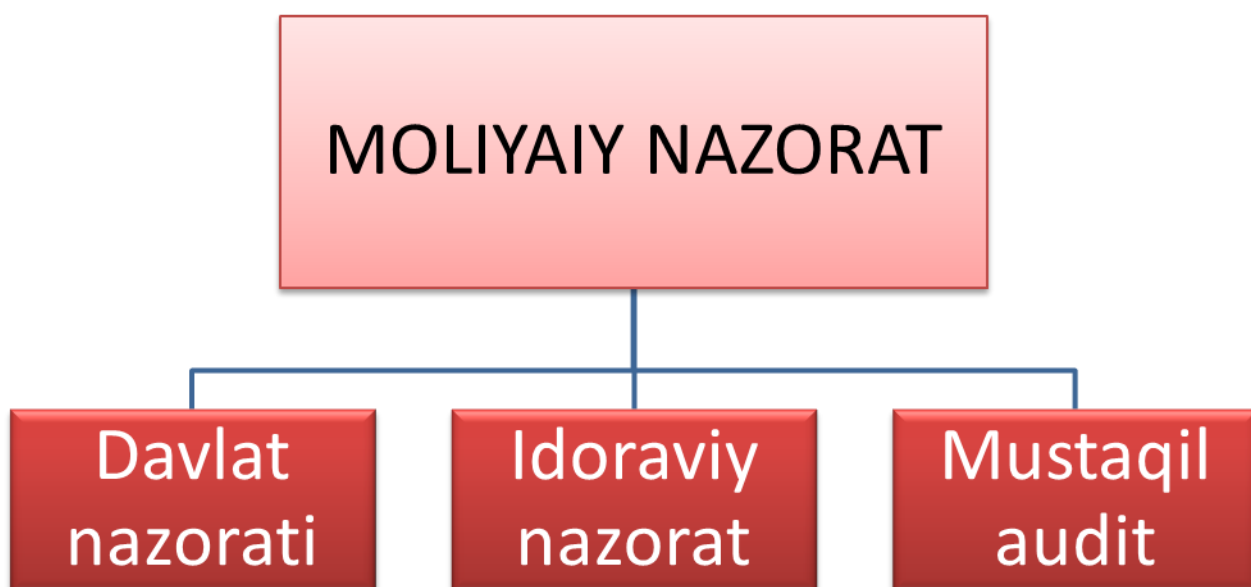 MOLIYAIY NAZORAT
Davlat
nazorati
Idoraviy
nazorat
Mustaqil
audit